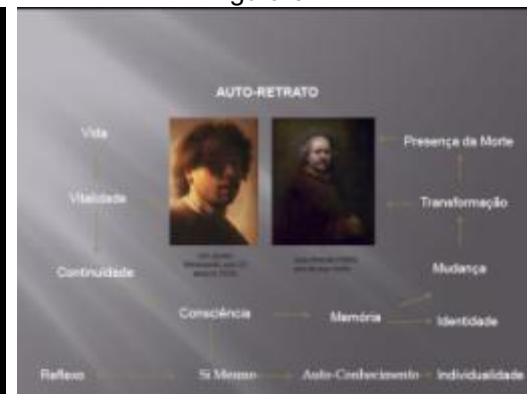 AUTO-RETRATO
Vida
Presença da Morte
Vitalidade
Transformação
Continuidade
Mudança
Consciência
Memória
Identidade
Reflexo
Si Mesmo
Auto-Conhecimento
Individualidade